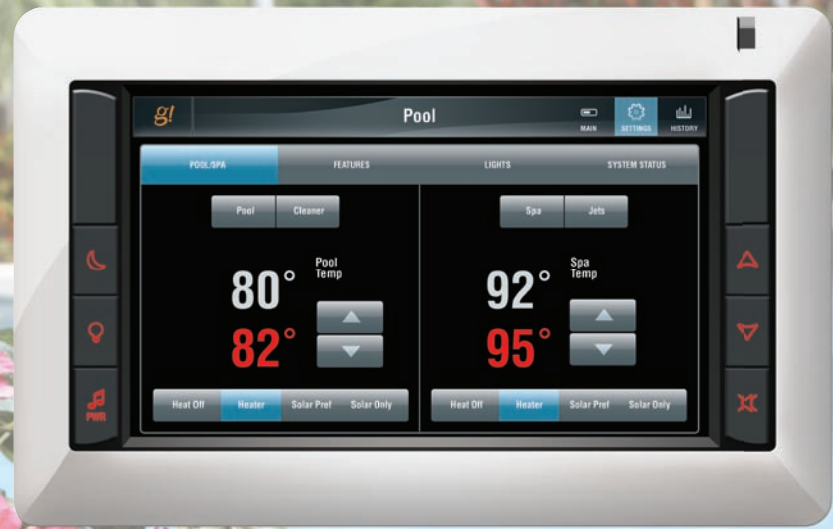 g!
Pool
MAIN
SETTINGS
HISTORY
POOL/SPA
FEATURES
LIGHTS
SYSTEM STATUS
Pool
Cleaner
Spa
Jets
80°
Pool
Temp
82°
92°
Spa
Temp
95°
Heat Off
Heater
Solar Pref
Solar Only
Heat Off
Heater
Solar Pref
Solar Only
PWR